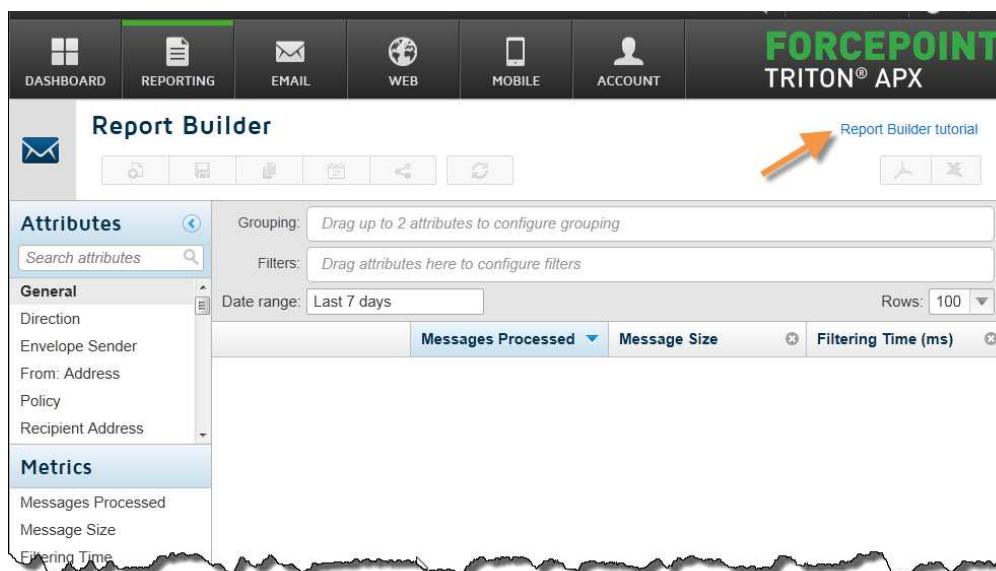 DASHBOARD REPORTING EMAIL WEB MOBILE ACCOUNT
FORCEPOINT
TRITON® APX
Report Builder
Report Builder tutorial
Attributes
Search attributes
General
Direction
Envelope Sender
From: Address
Policy
Recipient Address
Metrics
Messages Processed
Message Size
Filtering Time
Grouping: Drag up to 2 attributes to configure grouping
Filters: Drag attributes here to configure filters
Date range: Last 7 days Rows: 100
Messages Processed Message Size Filtering Time (ms)